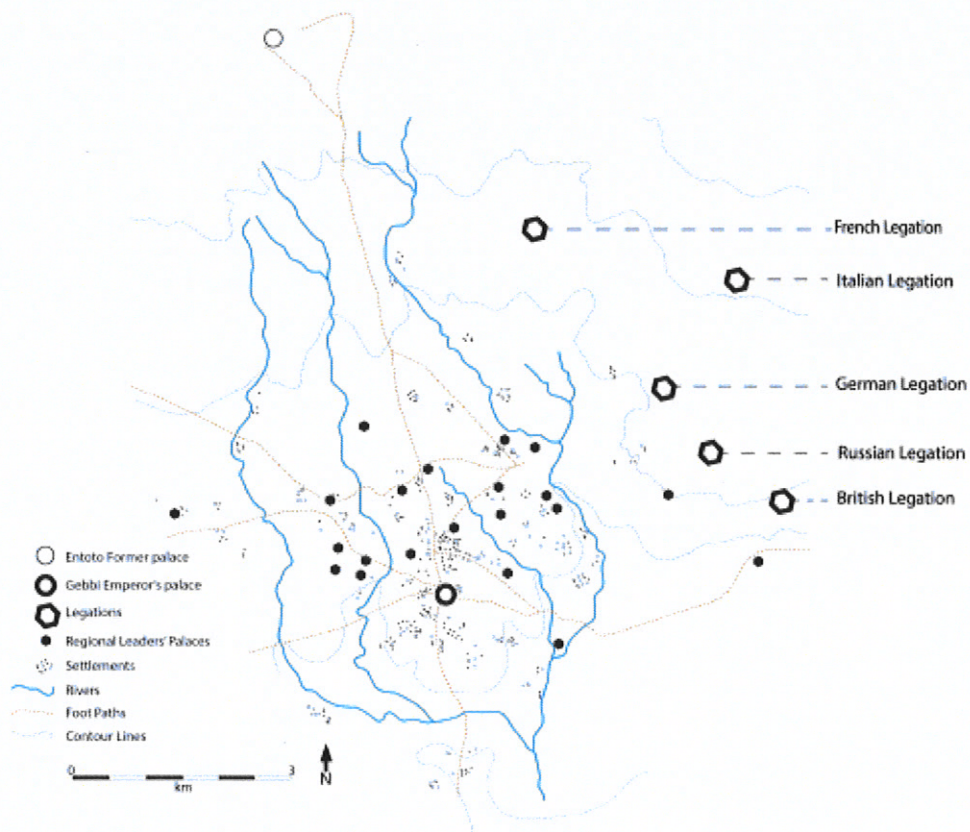 French Legation
Italian Legation
German Legation
Russian Legation
British Legation
Entoto Former palace
Gebbi Emperor's palace
Legations
Regional Leaders' Palaces
Settlements
Rivers
Foot Paths
Contour Lines
0 3
km
N